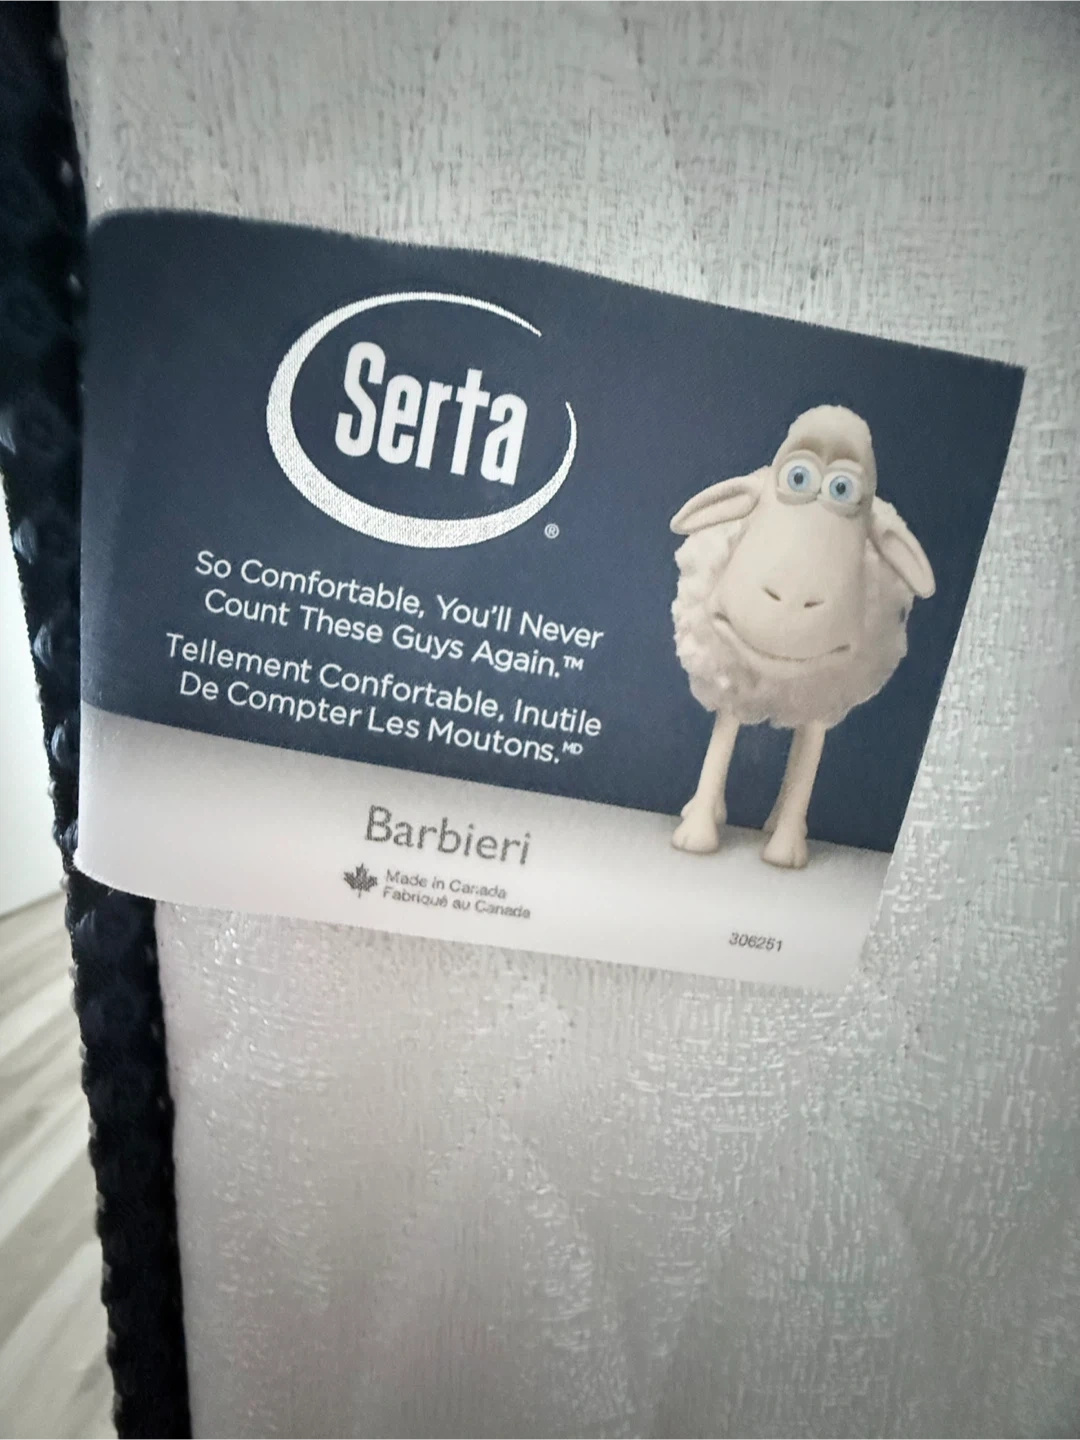 Serta®
So Comfortable, You'll Never
Count These Guys Again.™
Tellement Confortable, Inutile
De Compter Les Moutons.ᴹᴰ
Barbieri
Made in Canada
Fabriqué au Canada
306251